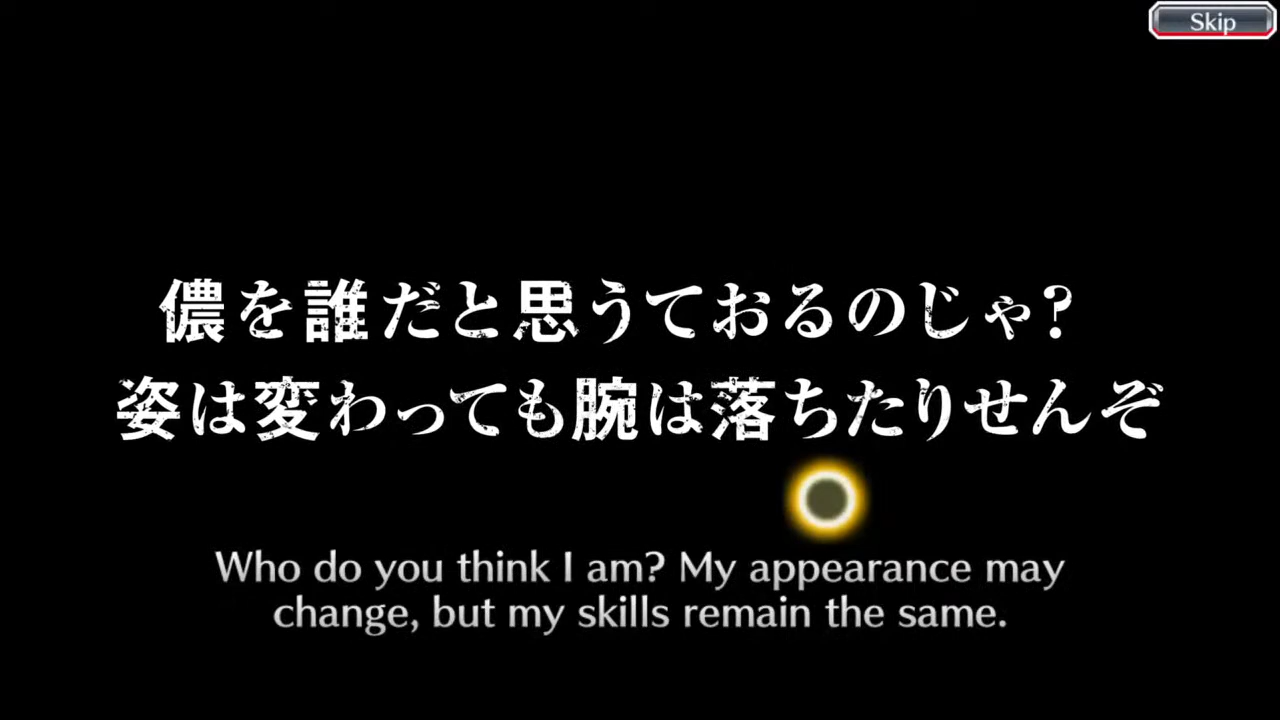 Skip
儂を誰だと思うておるのじゃ?
姿は変わっても腕は落ちたりせんぞ
Who do you think I am? My appearance may
change, but my skills remain the same.